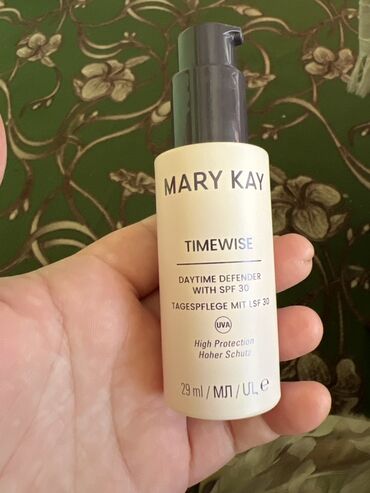 MARY KAY
TIMEWISE
DAYTIME DEFENDER
WITH SPF 30
TAGESPFLEGE MIT LSF 30
UVA
High Protection
Hoher Schutz
29 ml / МЛ / ՄԼ ℮